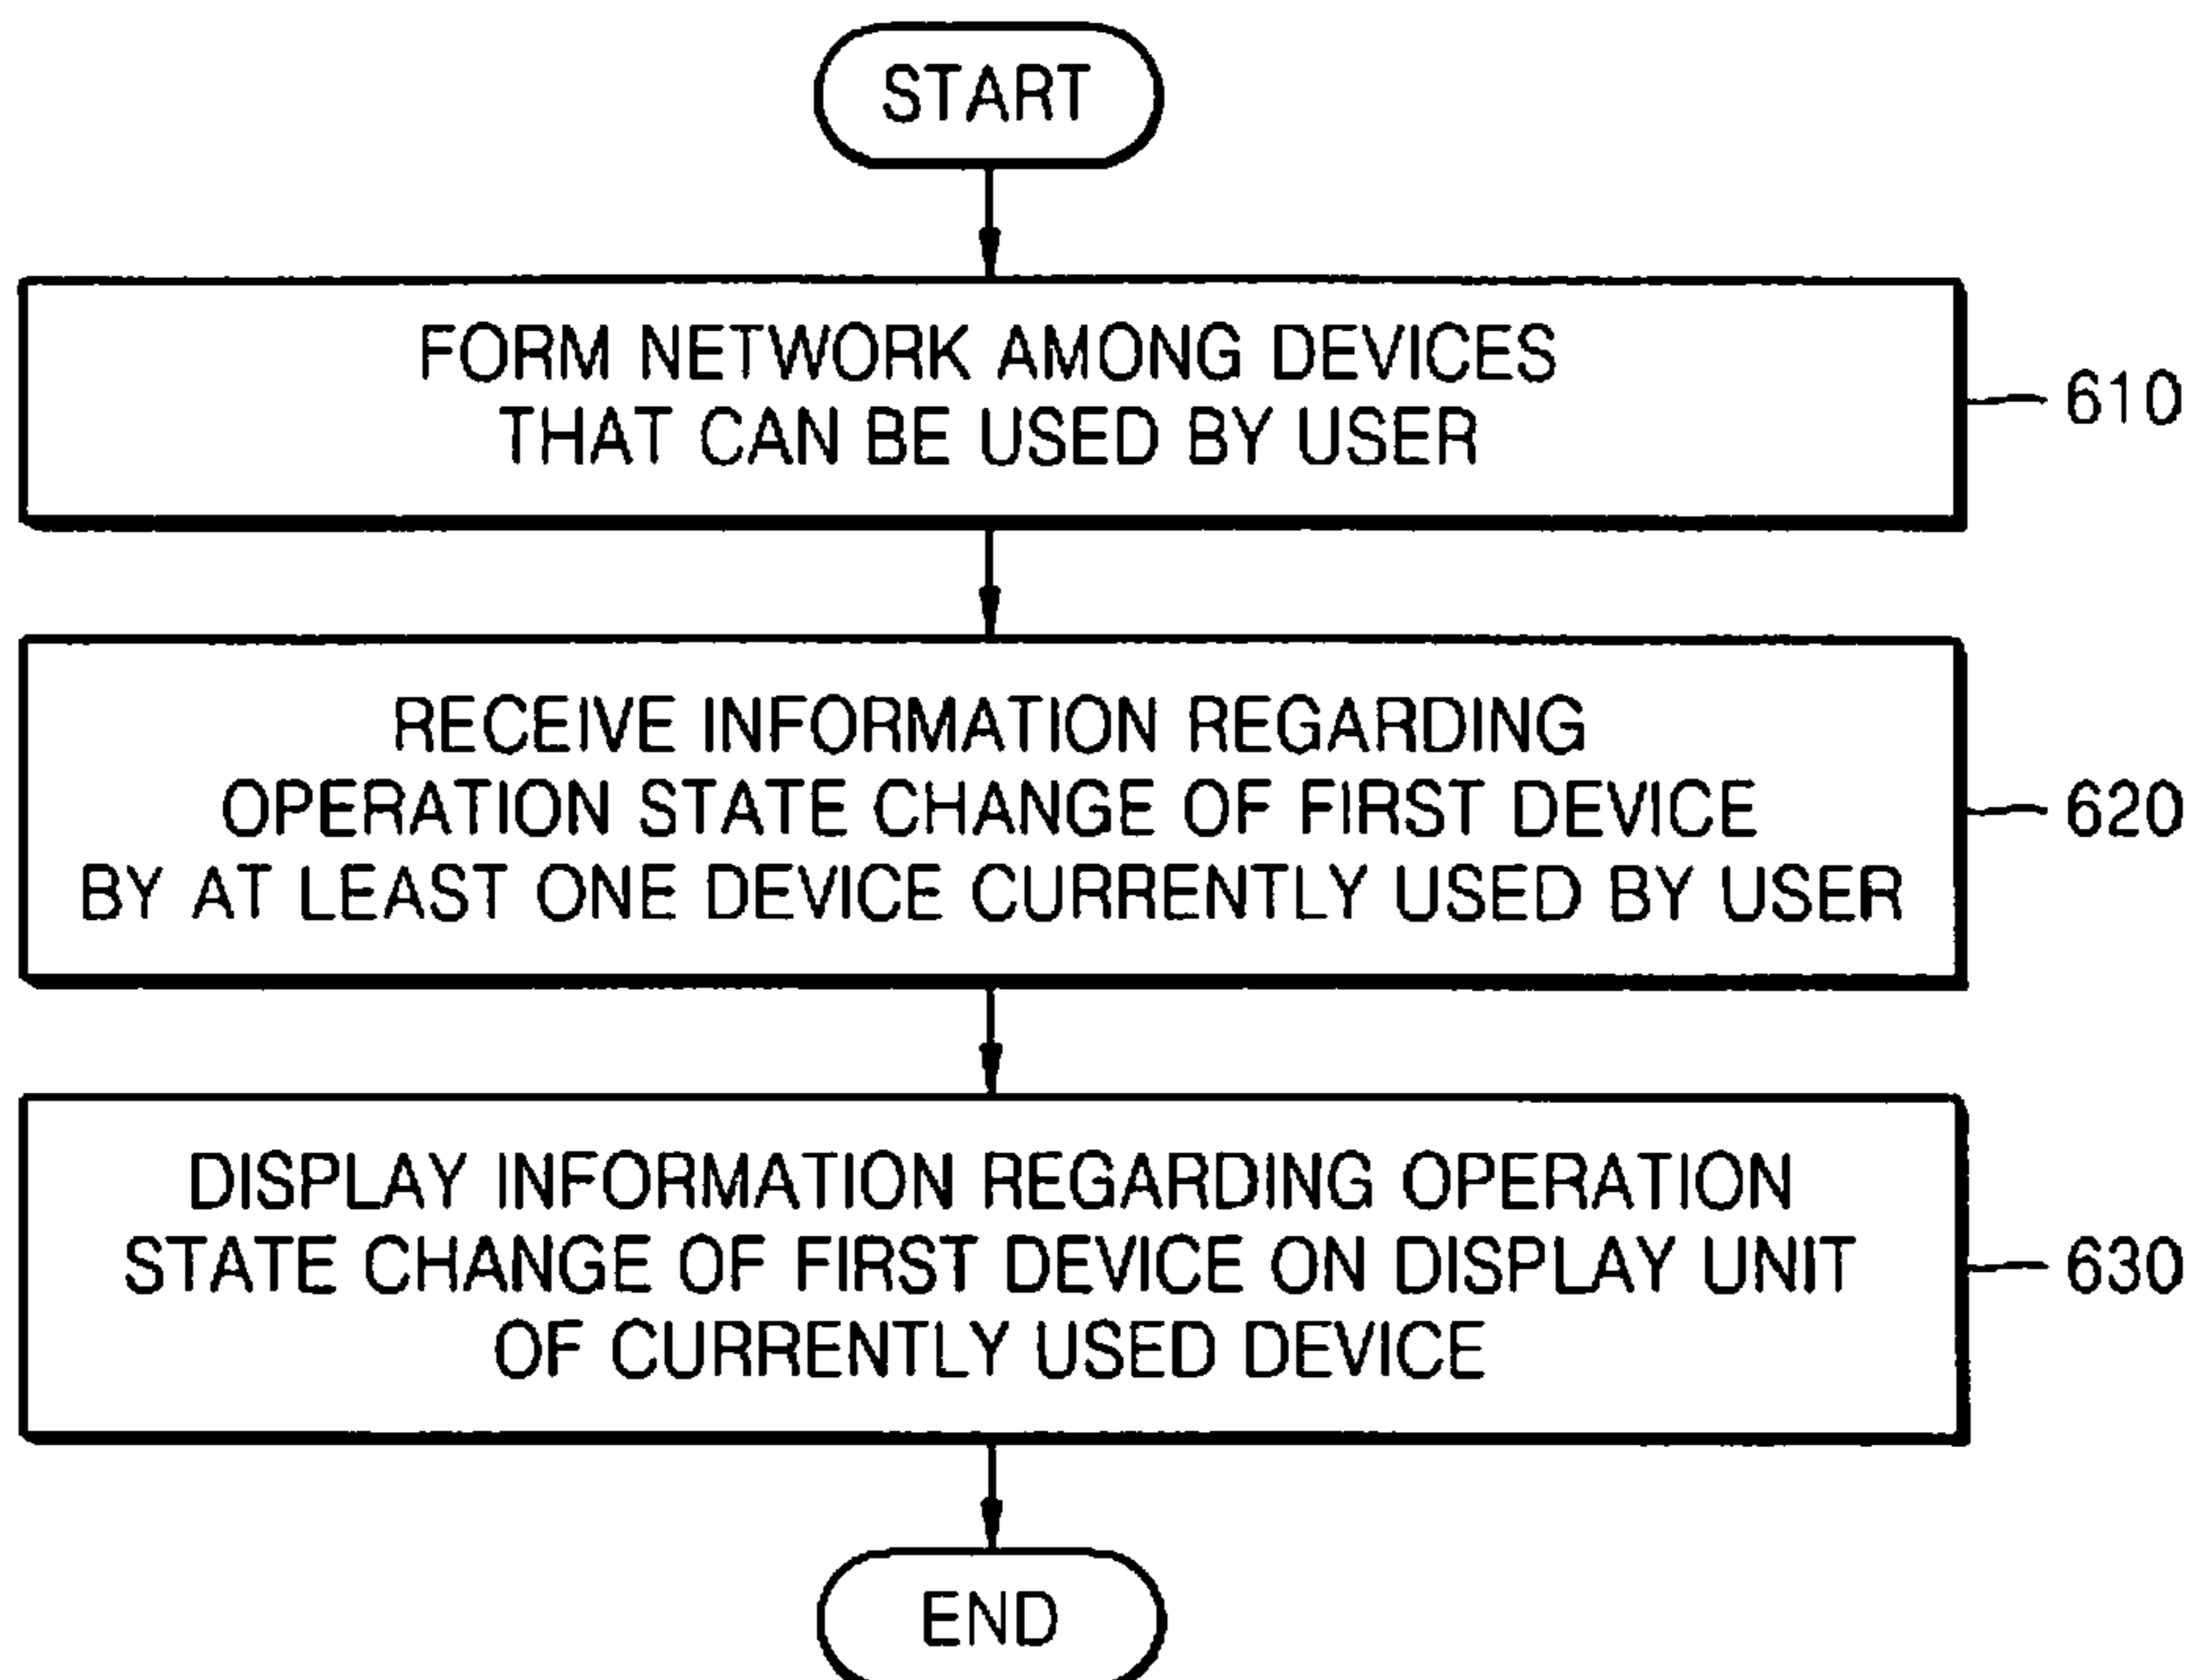 START
FORM NETWORK AMONG DEVICES
THAT CAN BE USED BY USER
610
RECEIVE INFORMATION REGARDING
OPERATION STATE CHANGE OF FIRST DEVICE
BY AT LEAST ONE DEVICE CURRENTLY USED BY USER
620
DISPLAY INFORMATION REGARDING OPERATION
STATE CHANGE OF FIRST DEVICE ON DISPLAY UNIT
OF CURRENTLY USED DEVICE
630
END